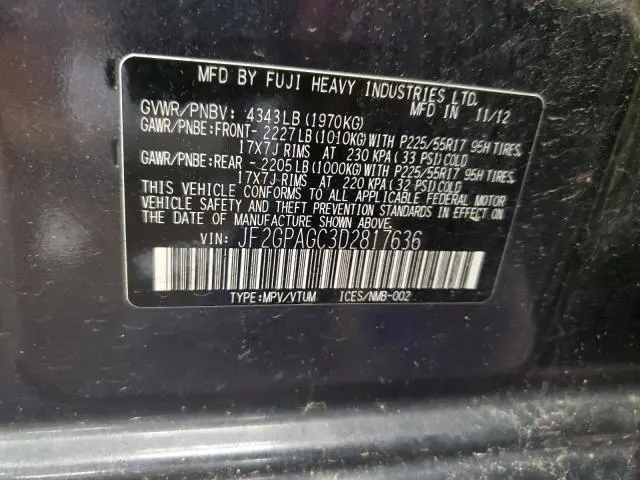 MFD BY FUJI HEAVY INDUSTRIES LTD.
MFD IN 11/12
GVWR/PNBV: 4343LB(1970KG)
GAWR/PNBE:FRONT- 2227LB(1010KG)WITH P225/55R17 95H TIRES,
17X7J RIMS AT 230 KPA(33 PSI)COLD
GAWR/PNBE:REAR - 2205LB(1000KG)WITH P225/55R17 95H TIRES,
17X7J RIMS AT 220 KPA(32 PSI)COLD
THIS VEHICLE CONFORMS TO ALL APPLICABLE FEDERAL MOTOR
VEHICLE SAFETY AND THEFT PREVENTION STANDARDS IN EFFECT ON
THE DATE OF MANUFACTURE SHOWN ABOVE.
VIN: JF2GPAGC3D2817636
TYPE:MPV/VTUM ICES/NMB-002